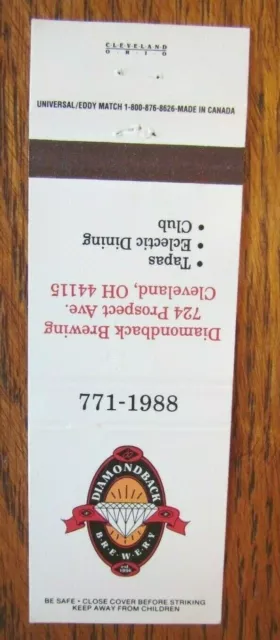 CLEVELAND
OHIO
UNIVERSAL/EDDY MATCH 1-800-876-8626-MADE IN CANADA
Diamondback Brewing
724 Prospect Ave.
Cleveland, OH 44115
• Tapas
• Eclectic Dining
• Club
771-1988
DIAMONDBACK
B•R•E•W•E•R•Y
BE SAFE • CLOSE COVER BEFORE STRIKING
KEEP AWAY FROM CHILDREN